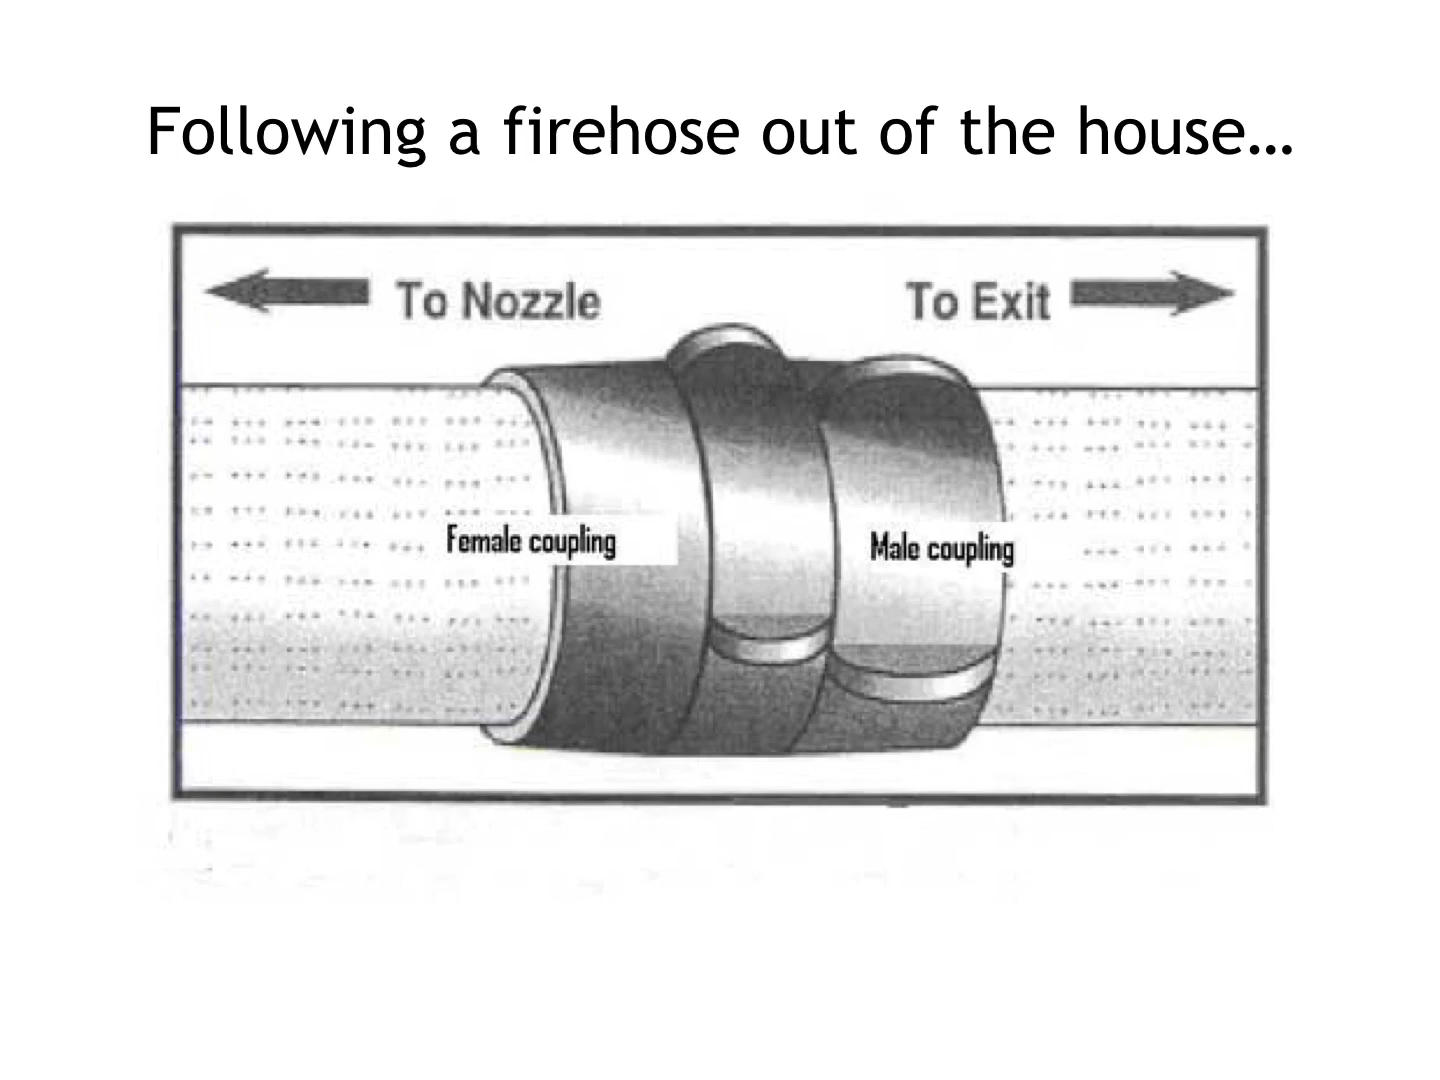 Following a firehose out of the house…
To Nozzle
To Exit
Female coupling
Male coupling